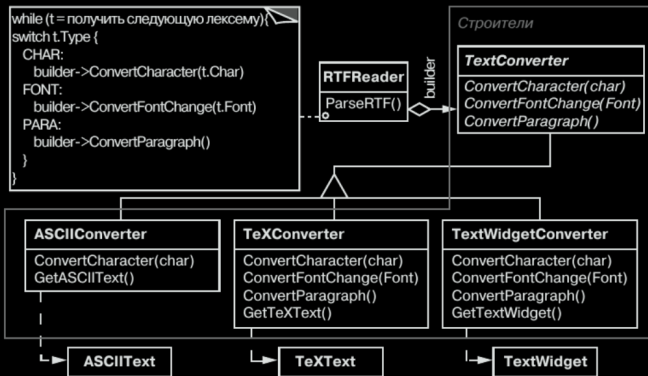 while (t = получить следующую лексему){
switch t.Type {
CHAR:
builder->ConvertCharacter(t.Char)
FONT:
builder->ConvertFontChange(t.Font)
PARA:
builder->ConvertParagraph()
}
}
RTFReader
ParseRTF()
builder
Строители
TextConverter
ConvertCharacter(char)
ConvertFontChange(Font)
ConvertParagraph()
ASCIIConverter
ConvertCharacter(char)
GetASCIIText()
TeXConverter
ConvertCharacter(char)
ConvertFontChange(Font)
ConvertParagraph()
GetTeXText()
TextWidgetConverter
ConvertCharacter(char)
ConvertFontChange(Font)
ConvertParagraph()
GetTextWidget()
ASCIIText
TeXText
TextWidget